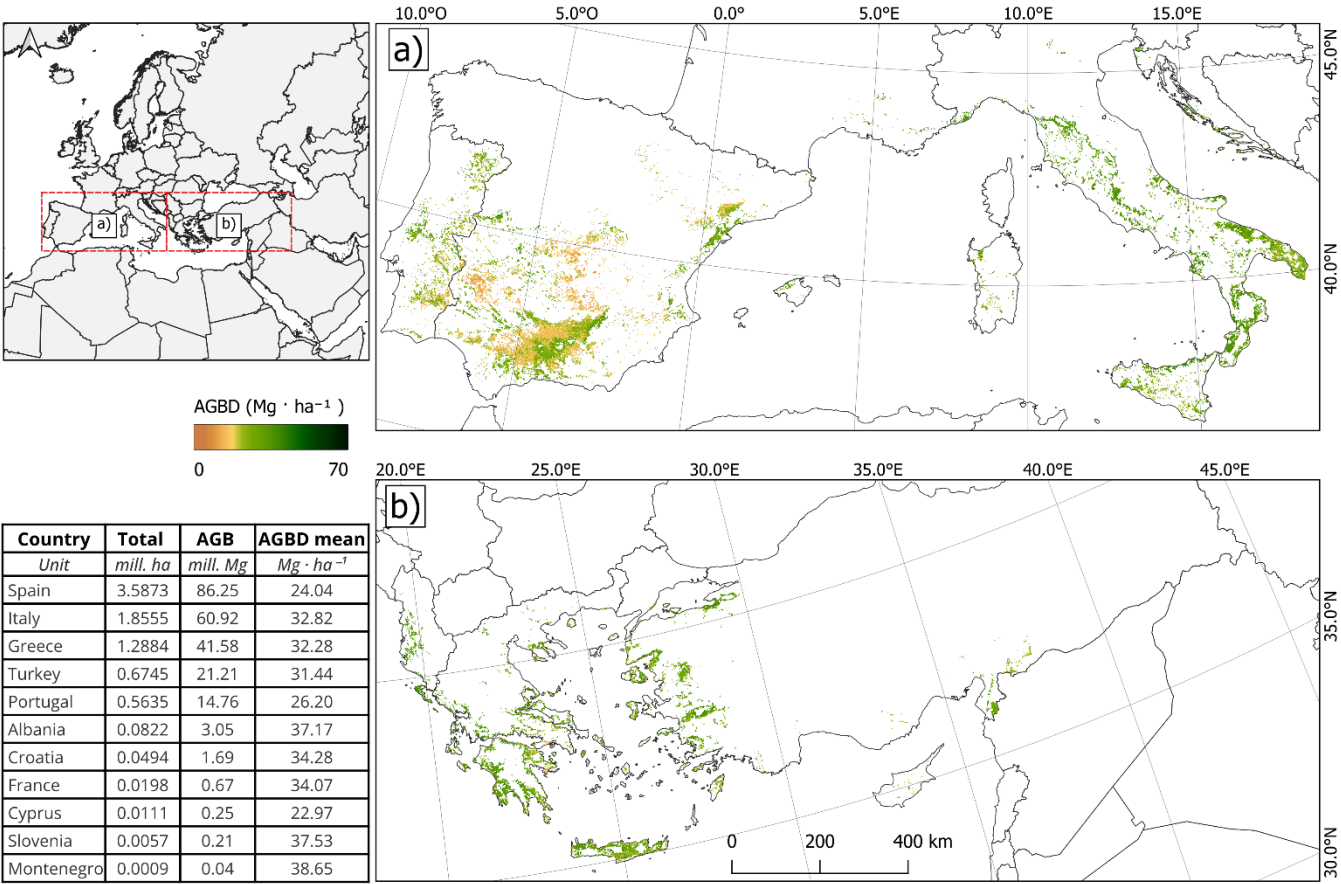 10.0°O 5.0°O 0.0°E 5.0°E 10.0°E 15.0°E
a)
45.0°N
40.0°N
a) b)
AGBD (Mg · ha⁻¹ )
0 70
20.0°E 25.0°E 30.0°E 35.0°E 40.0°E 45.0°E
b)
35.0°N
30.0°N
0 200 400 km
Country Total AGB AGBD mean
Unit mill. ha mill. Mg Mg · ha⁻¹
Spain 3.5873 86.25 24.04
Italy 1.8555 60.92 32.82
Greece 1.2884 41.58 32.28
Turkey 0.6745 21.21 31.44
Portugal 0.5635 14.76 26.20
Albania 0.0822 3.05 37.17
Croatia 0.0494 1.69 34.28
France 0.0198 0.67 34.07
Cyprus 0.0111 0.25 22.97
Slovenia 0.0057 0.21 37.53
Montenegro 0.0009 0.04 38.65